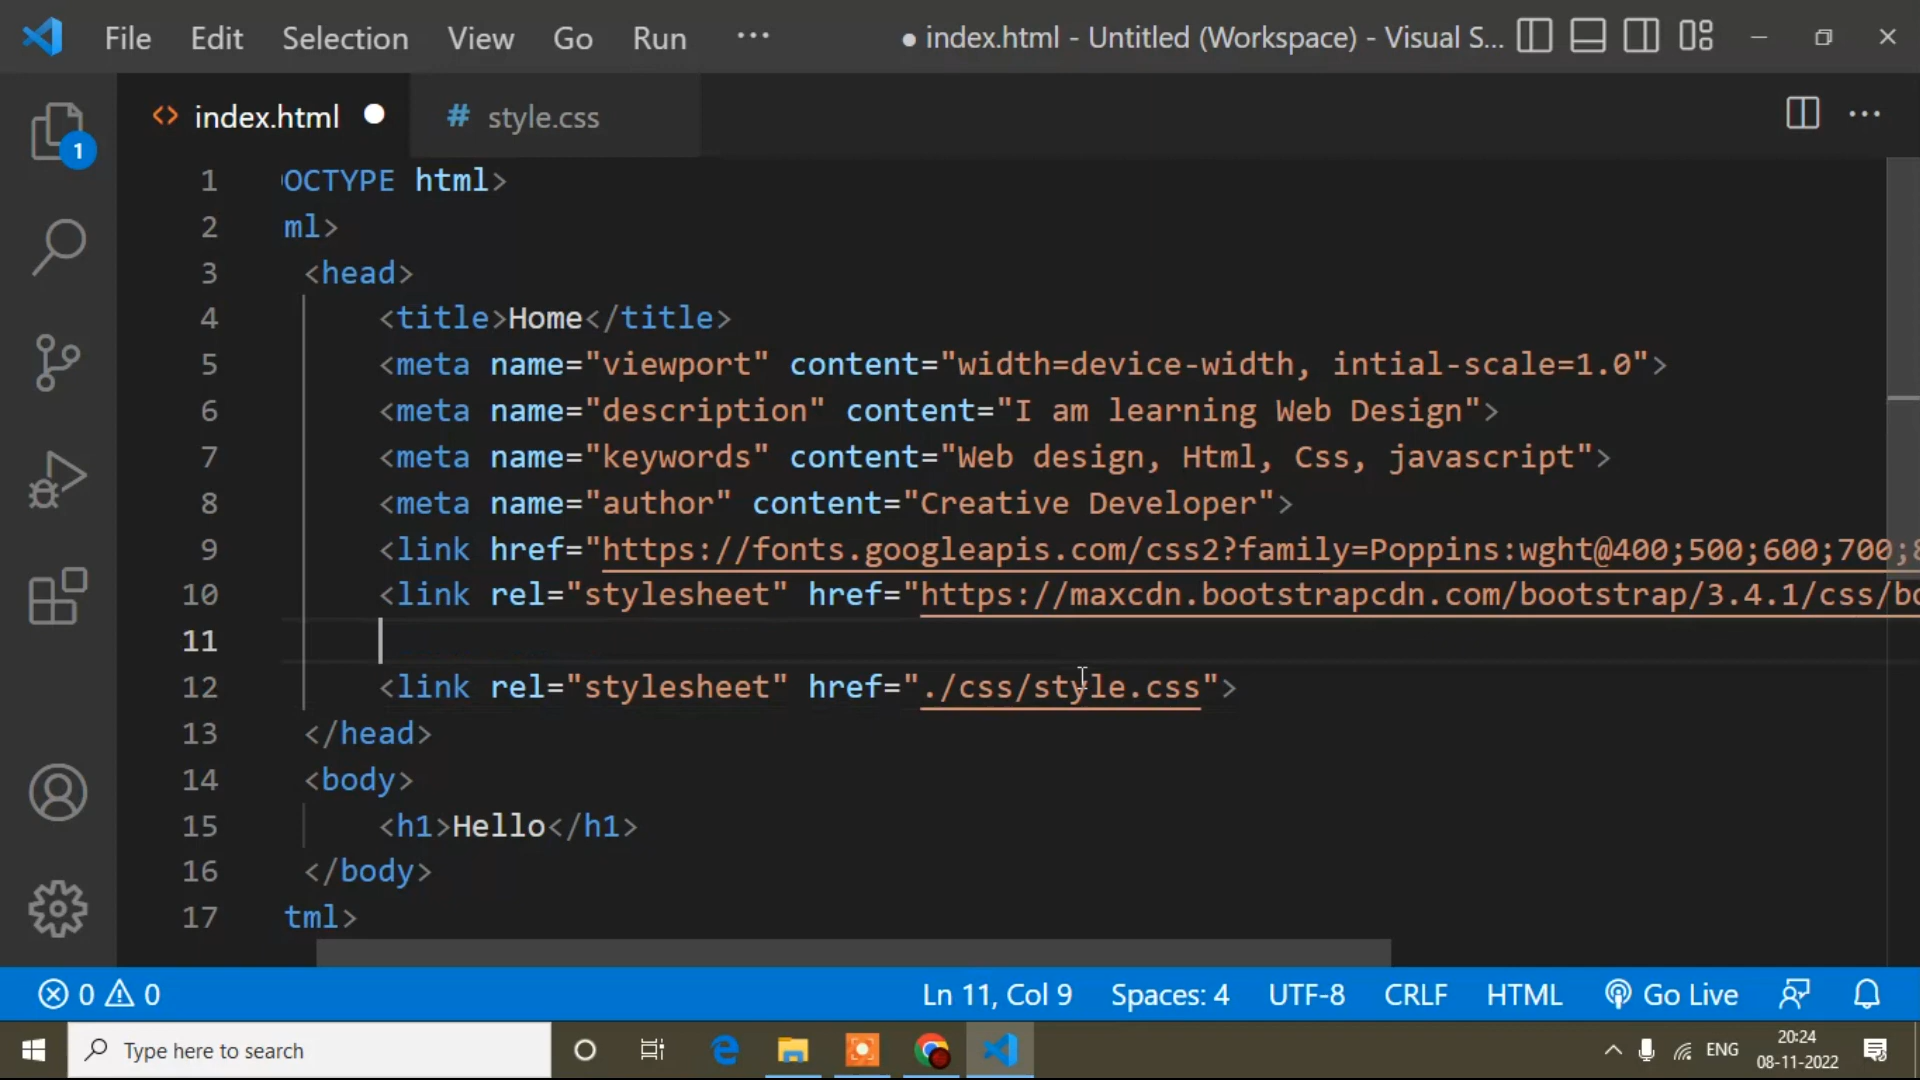 File Edit Selection View Go Run ··· ● index.html - Untitled (Workspace) - Visual S...
<> index.html ● # style.css
1
1 OCTYPE html>
2 ml>
3 <head>
4 <title>Home</title>
5 <meta name="viewport" content="width=device-width, intial-scale=1.0">
6 <meta name="description" content="I am learning Web Design">
7 <meta name="keywords" content="Web design, Html, Css, javascript">
8 <meta name="author" content="Creative Developer">
9 <link href="https://fonts.googleapis.com/css2?family=Poppins:wght@400;500;600;700;8
10 <link rel="stylesheet" href="https://maxcdn.bootstrapcdn.com/bootstrap/3.4.1/css/bo
11
12 <link rel="stylesheet" href="./css/style.css">
13 </head>
14 <body>
15 <h1>Hello</h1>
16 </body>
17 tml>
0 0 Ln 11, Col 9 Spaces: 4 UTF-8 CRLF HTML Go Live
Type here to search ENG 20:24
08-11-2022